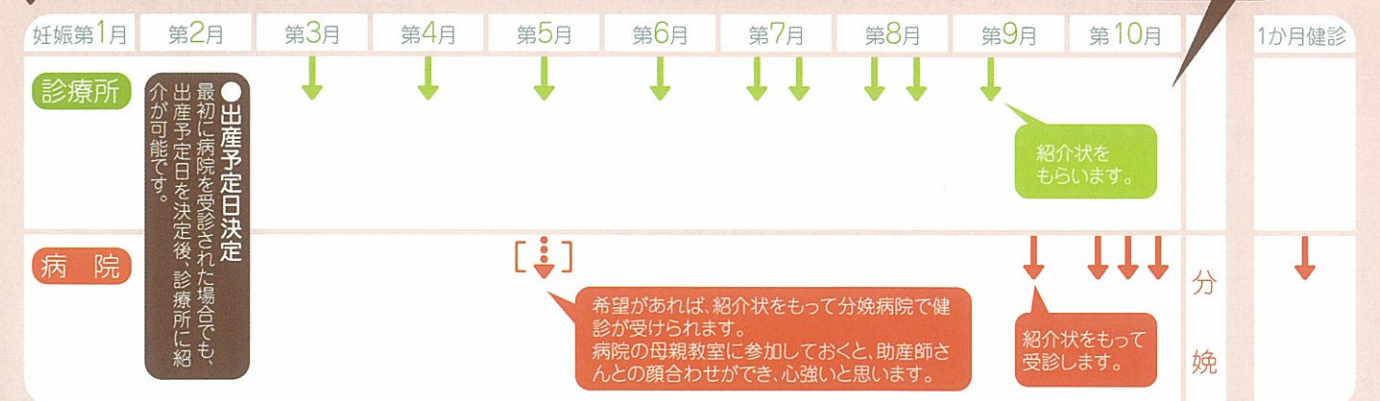 妊娠第1月 第2月 第3月 第4月 第5月 第6月 第7月 第8月 第9月 第10月 1か月健診
診療所
●出産予定日決定
最初に病院を受診された場合でも、
出産予定日を決定後、診療所に紹
介が可能です。
紹介状を
もらいます。
病 院
[ ]
希望があれば、紹介状をもって分娩病院で健
診が受けられます。
病院の母親教室に参加しておくと、助産師さ
んとの顔合わせができ、心強いと思います。
紹介状をもって
受診します。
分
娩